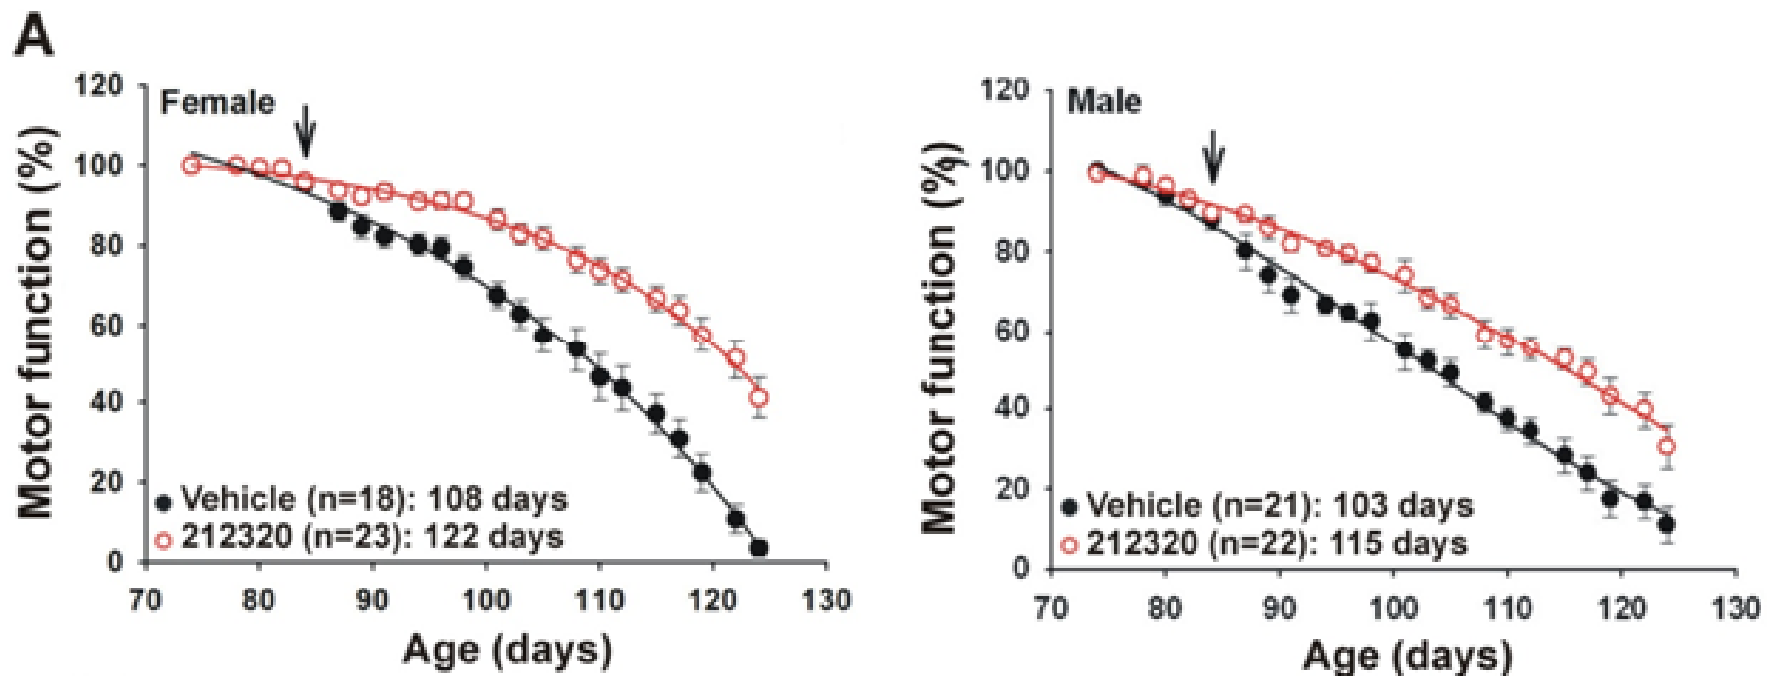 A
Female
Motor function (%)
120
100
80
60
40
20
0
Vehicle (n=18): 108 days
212320 (n=23): 122 days
70 80 90 100 110 120 130
Age (days)
Male
Motor function (%)
120
100
80
60
40
20
0
Vehicle (n=21): 103 days
212320 (n=22): 115 days
70 80 90 100 110 120 130
Age (days)